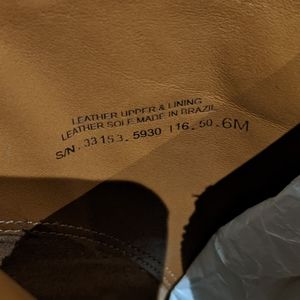 LEATHER UPPER & LINING
LEATHER SOLE MADE IN BRAZIL
S/N. 33153. 5930 116. 50. 6M